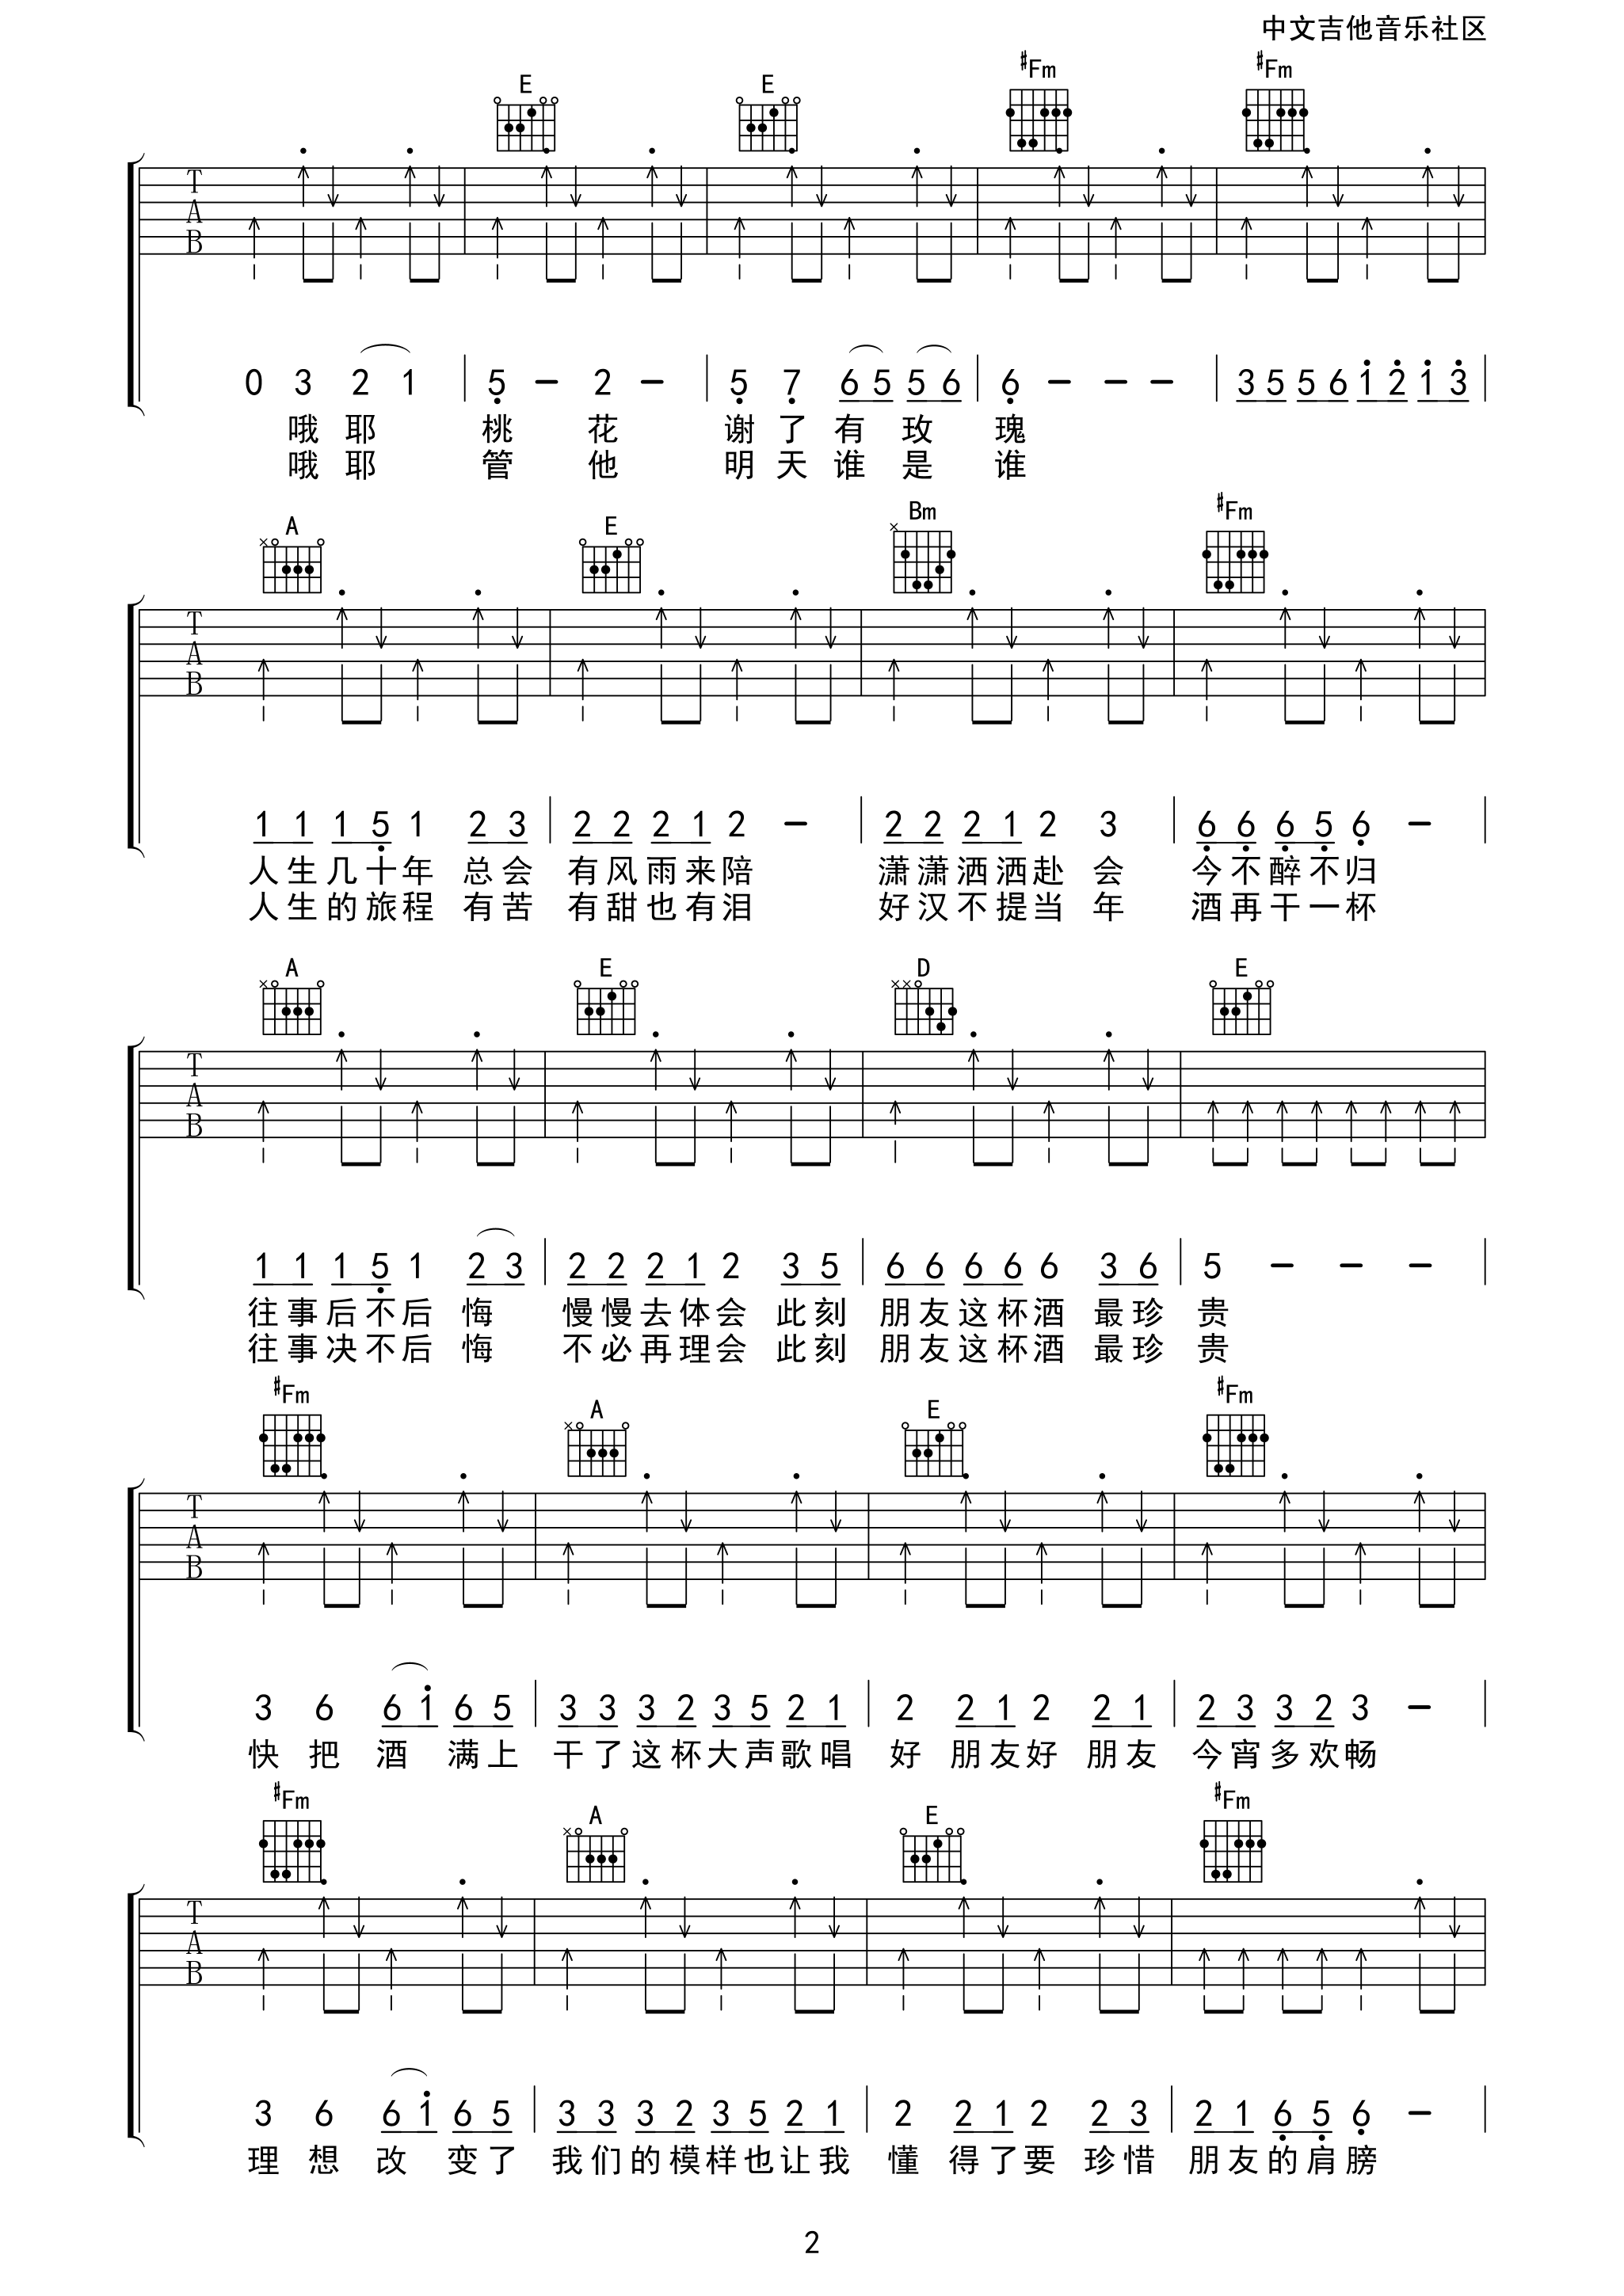 中文吉他音乐社区
E E #Fm #Fm
T
A
B
0 3 2 1 | 5 – 2 – | 5 7 6 5 5 6 | 6 – – – | 3 5 5 6 1 2 1 3 |
哦 耶 桃 花 谢 了 有 玫 瑰
哦 耶 管 他 明 天 谁 是 谁
A E Bm #Fm
T
A
B
1 1 1 5 1 2 3 | 2 2 2 1 2 – | 2 2 2 1 2 3 | 6 6 6 5 6 – |
人 生 几 十 年 总 会 有 风 雨 来 陪 潇 潇 洒 洒 赴 会 今 不 醉 不 归
人 生 的 旅 程 有 苦 有 甜 也 有 泪 好 汉 不 提 当 年 酒 再 干 一 杯
A E D E
T
A
B
1 1 1 5 1 2 3 | 2 2 2 1 2 3 5 | 6 6 6 6 6 3 6 | 5 – – – |
往 事 后 不 后 悔 慢 慢 去 体 会 此 刻 朋 友 这 杯 酒 最 珍 贵
往 事 决 不 后 悔 不 必 再 理 会 此 刻 朋 友 这 杯 酒 最 珍 贵
#Fm A E #Fm
T
A
B
3 6 6 1 6 5 | 3 3 3 2 3 5 2 1 | 2 2 1 2 2 1 | 2 3 3 2 3 – |
快 把 酒 满 上 干 了 这 杯 大 声 歌 唱 好 朋 友 好 朋 友 今 宵 多 欢 畅
#Fm A E #Fm
T
A
B
3 6 6 1 6 5 | 3 3 3 2 3 5 2 1 | 2 2 1 2 2 3 | 2 1 6 5 6 – |
理 想 改 变 了 我 们 的 模 样 也 让 我 懂 得 了 要 珍 惜 朋 友 的 肩 膀
2